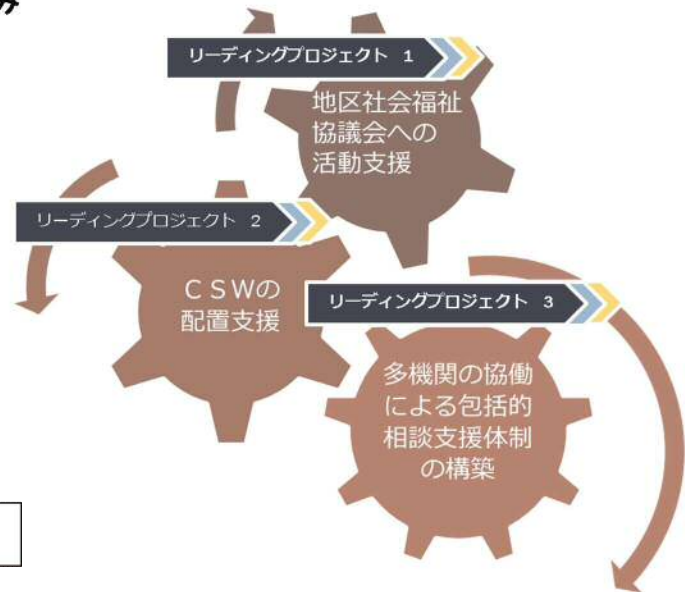 み
リーディングプロジェクト 1
地区社会福祉
協議会への
活動支援
リーディングプロジェクト 2
ＣＳＷの
配置支援
リーディングプロジェクト 3
多機関の協働
による包括的
相談支援体制
の構築